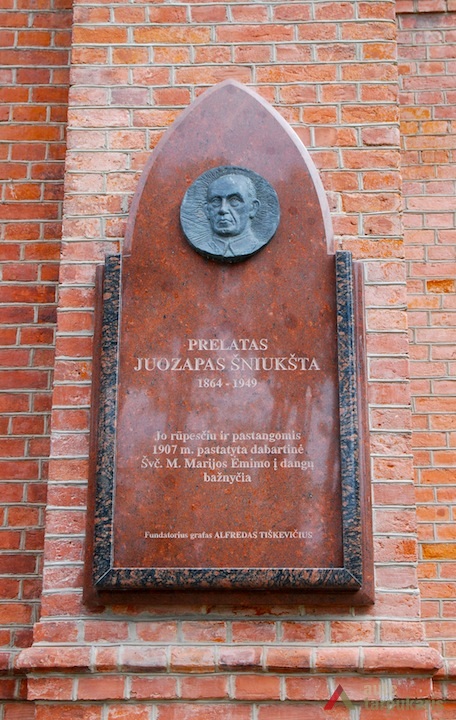 PRELATAS
JUOZAPAS ŠNIUKŠTA
1864 - 1949
Jo rūpesčiu ir pastangomis
1907 m. pastatyta dabartinė
Švč. M. Marijos Ėmimo į dangų
bažnyčia
Fundatorius grafas ALFREDAS TIŠKEVIČIUS